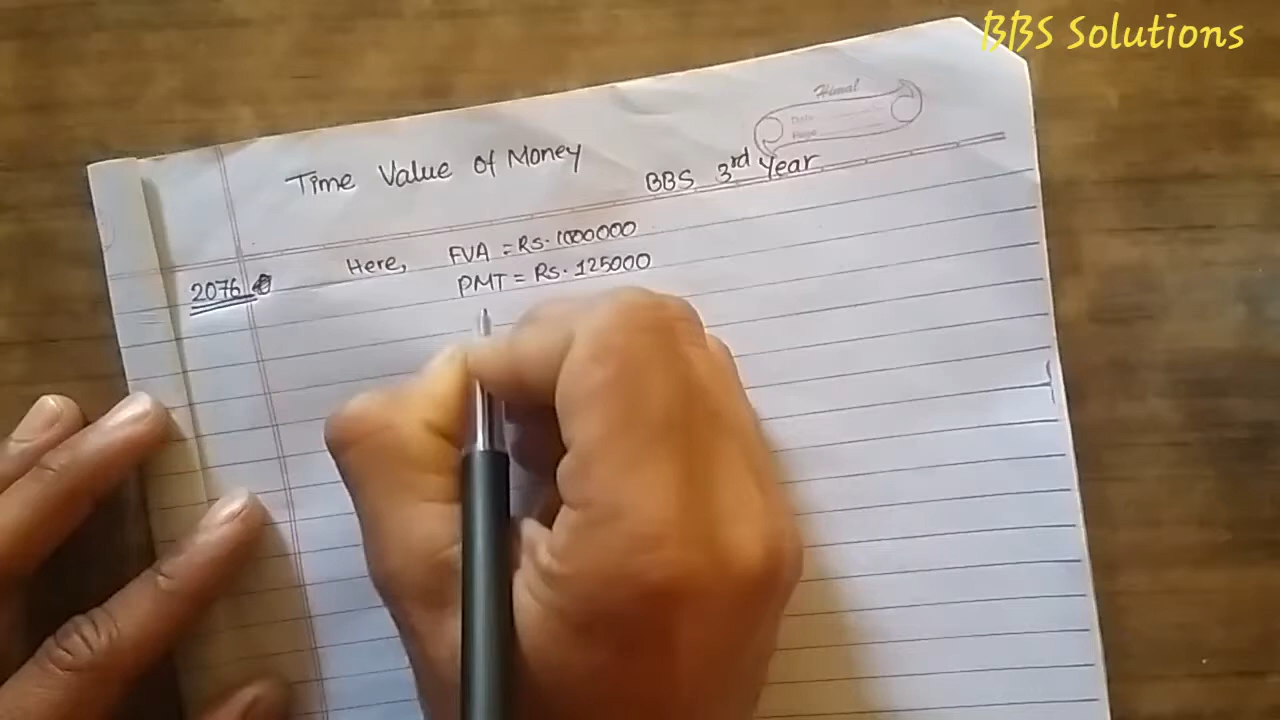 BBS Solutions
Himal
Date
Page
Time Value of Money
BBS 3rd Year
2076
Here, FVA = Rs. 1000000
PMT = Rs. 125000